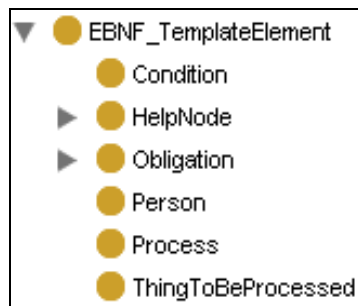 EBNF_TemplateElement
Condition
HelpNode
Obligation
Person
Process
ThingToBeProcessed